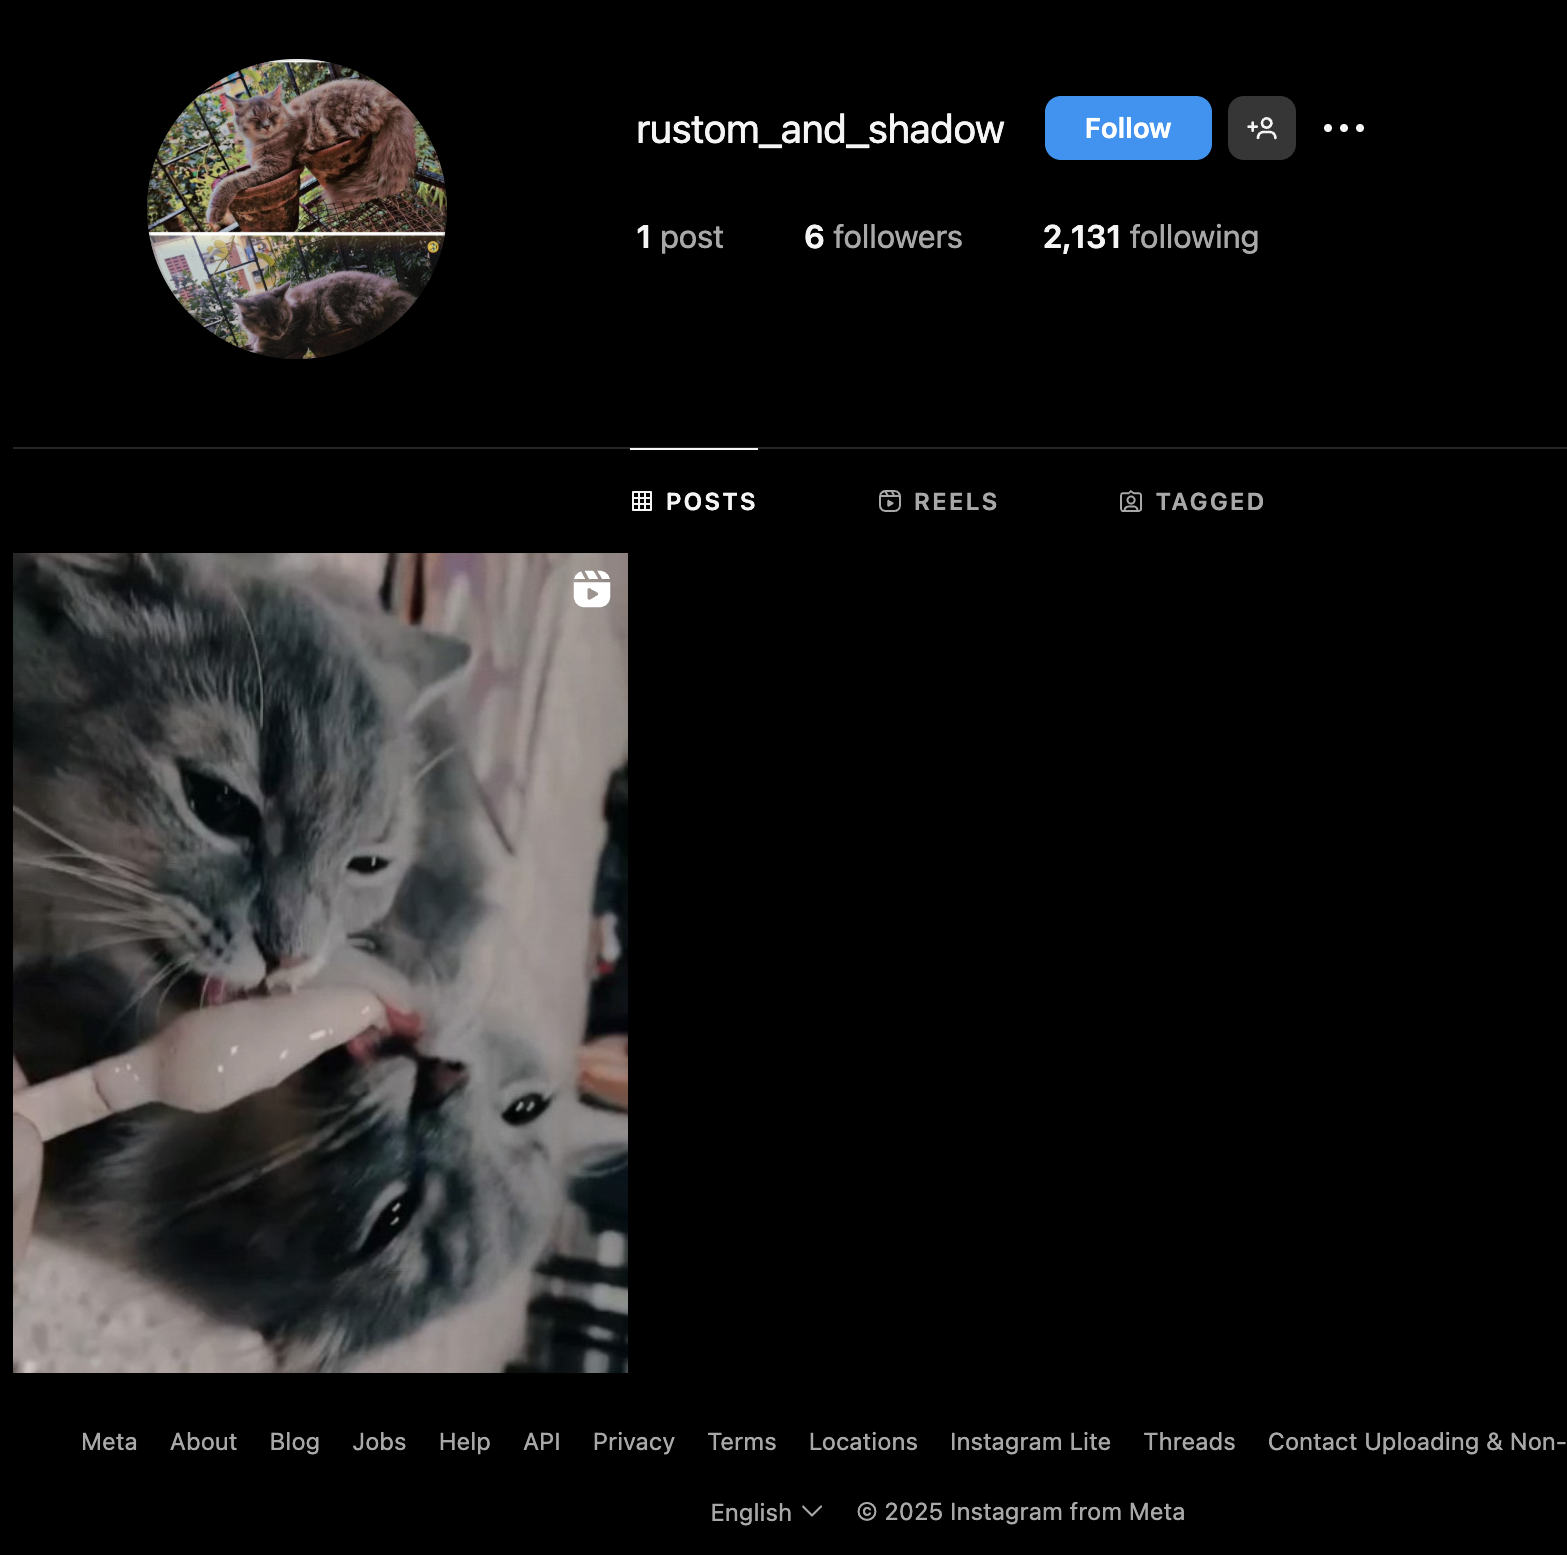 rustom_and_shadow Follow
1 post 6 followers 2,131 following
POSTS REELS TAGGED
Meta About Blog Jobs Help API Privacy Terms Locations Instagram Lite Threads Contact Uploading & Non-
English © 2025 Instagram from Meta